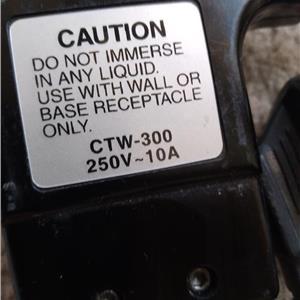 CAUTION
DO NOT IMMERSE
IN ANY LIQUID.
USE WITH WALL OR
BASE RECEPTACLE
ONLY.
CTW-300
250V~10A